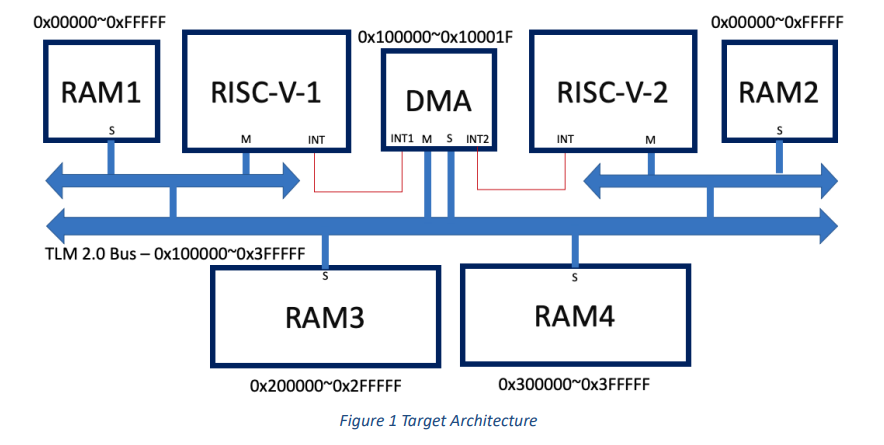 0x00000~0xFFFFF
0x00000~0xFFFFF
0x100000~0x10001F
RAM1
RISC-V-1
DMA
RISC-V-2
RAM2
S
M
INT
INT1
M
S
INT2
INT
M
S
TLM 2.0 Bus – 0x100000~0x3FFFFF
S
S
RAM3
RAM4
0x200000~0x2FFFFF
0x300000~0x3FFFFF
Figure 1 Target Architecture